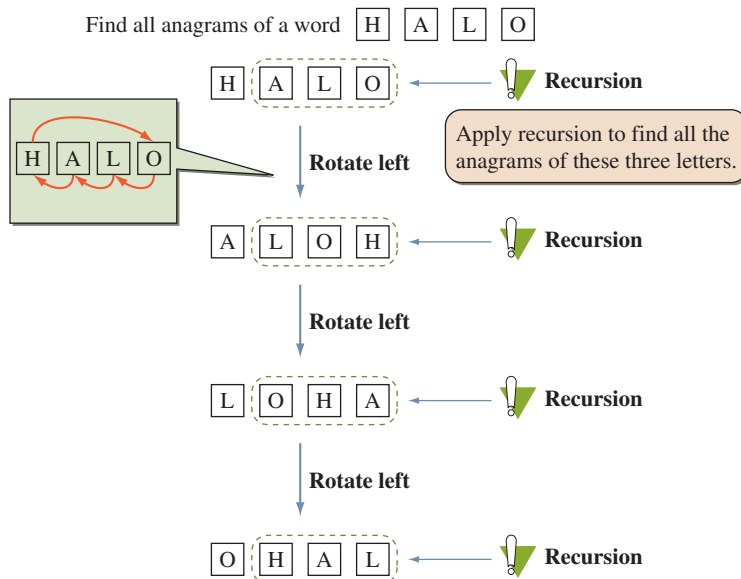 Find all anagrams of a word H A L O
H A L O Recursion
Apply recursion to find all the
anagrams of these three letters.
H A L O
Rotate left
A L O H Recursion
Rotate left
L O H A Recursion
Rotate left
O H A L Recursion